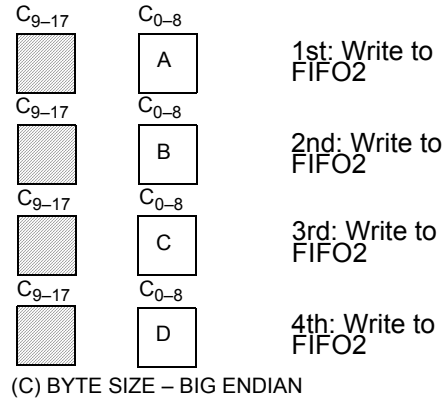 C9–17 C0–8
A 1st: Write to
FIFO2
B 2nd: Write to
FIFO2
C9–17 C0–8
C9–17 C0–8
C 3rd: Write to
FIFO2
C9–17 C0–8
D 4th: Write to
FIFO2
(C) BYTE SIZE – BIG ENDIAN